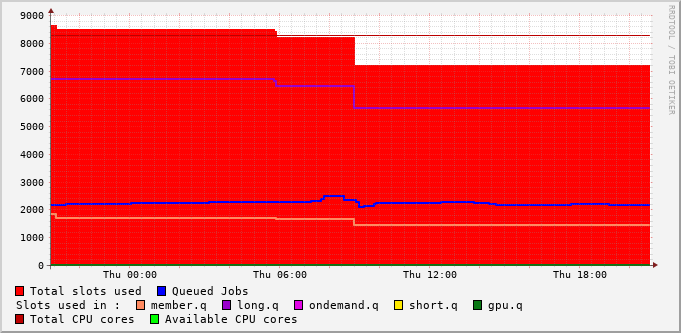 RRDTOOL / TOBI OETIKER
9000
8000
7000
6000
5000
4000
3000
2000
1000
0
Thu 00:00 Thu 06:00 Thu 12:00 Thu 18:00
Total slots used Queued Jobs
Slots used in : member.q long.q ondemand.q short.q gpu.q
Total CPU cores Available CPU cores